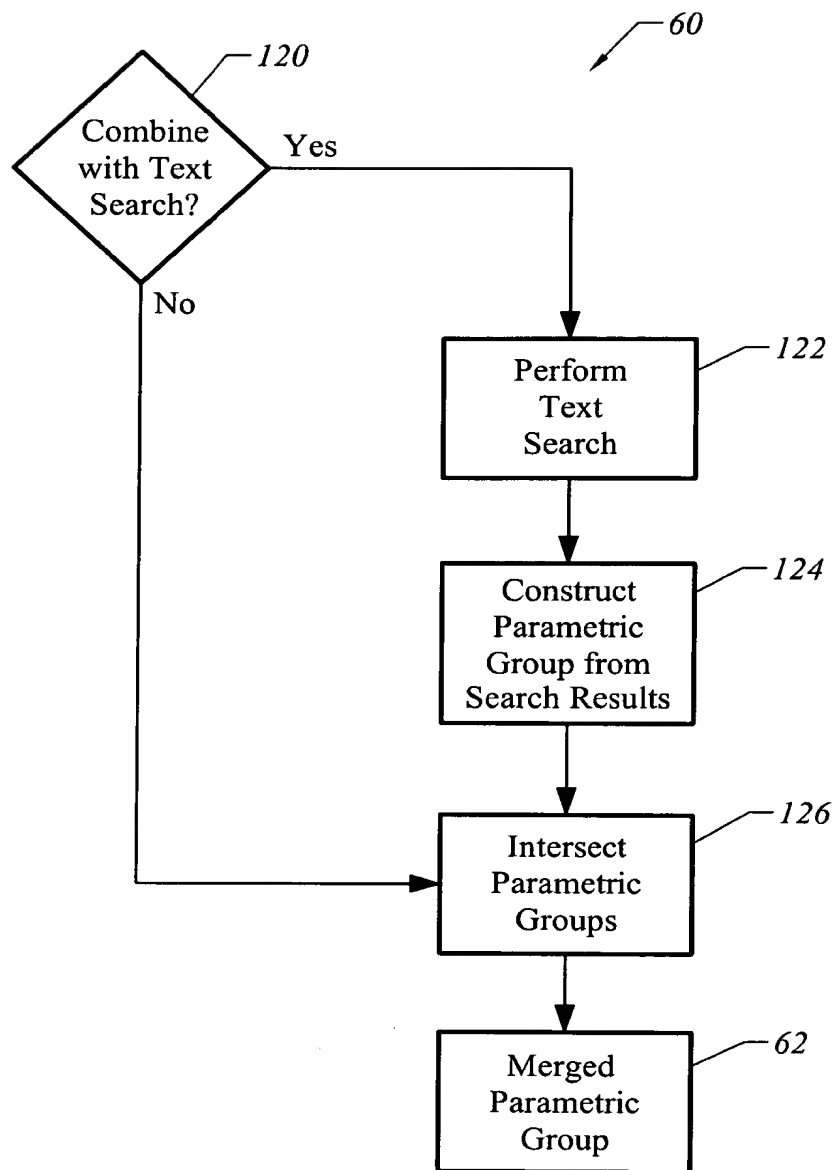 60
120
Combine
with Text
Search?
Yes
No
122
Perform
Text
Search
124
Construct
Parametric
Group from
Search Results
126
Intersect
Parametric
Groups
62
Merged
Parametric
Group